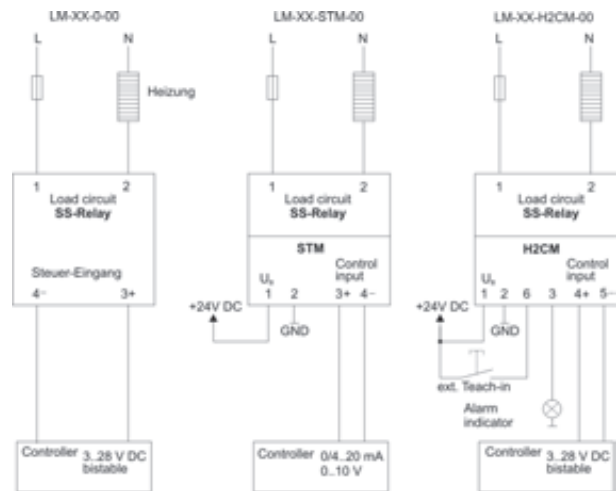 LM-XX-0-00
L N
Heizung
1 2
Load circuit
SS-Relay
Steuer-Eingang
4- 3+
Controller 3..28 V DC
bistable
LM-XX-STM-00
L N
1 2
Load circuit
SS-Relay
STM
Control
input
Us
1 2 3+ 4-
+24V DC
GND
Controller 0/4..20 mA
0..10 V
LM-XX-H2CM-00
L N
1 2
Load circuit
SS-Relay
H2CM
Control
input
Us
1 2 6 3 4+ 5-
+24V DC
GND
ext. Teach-in
Alarm
indicator
Controller 3..28 V DC
bistable